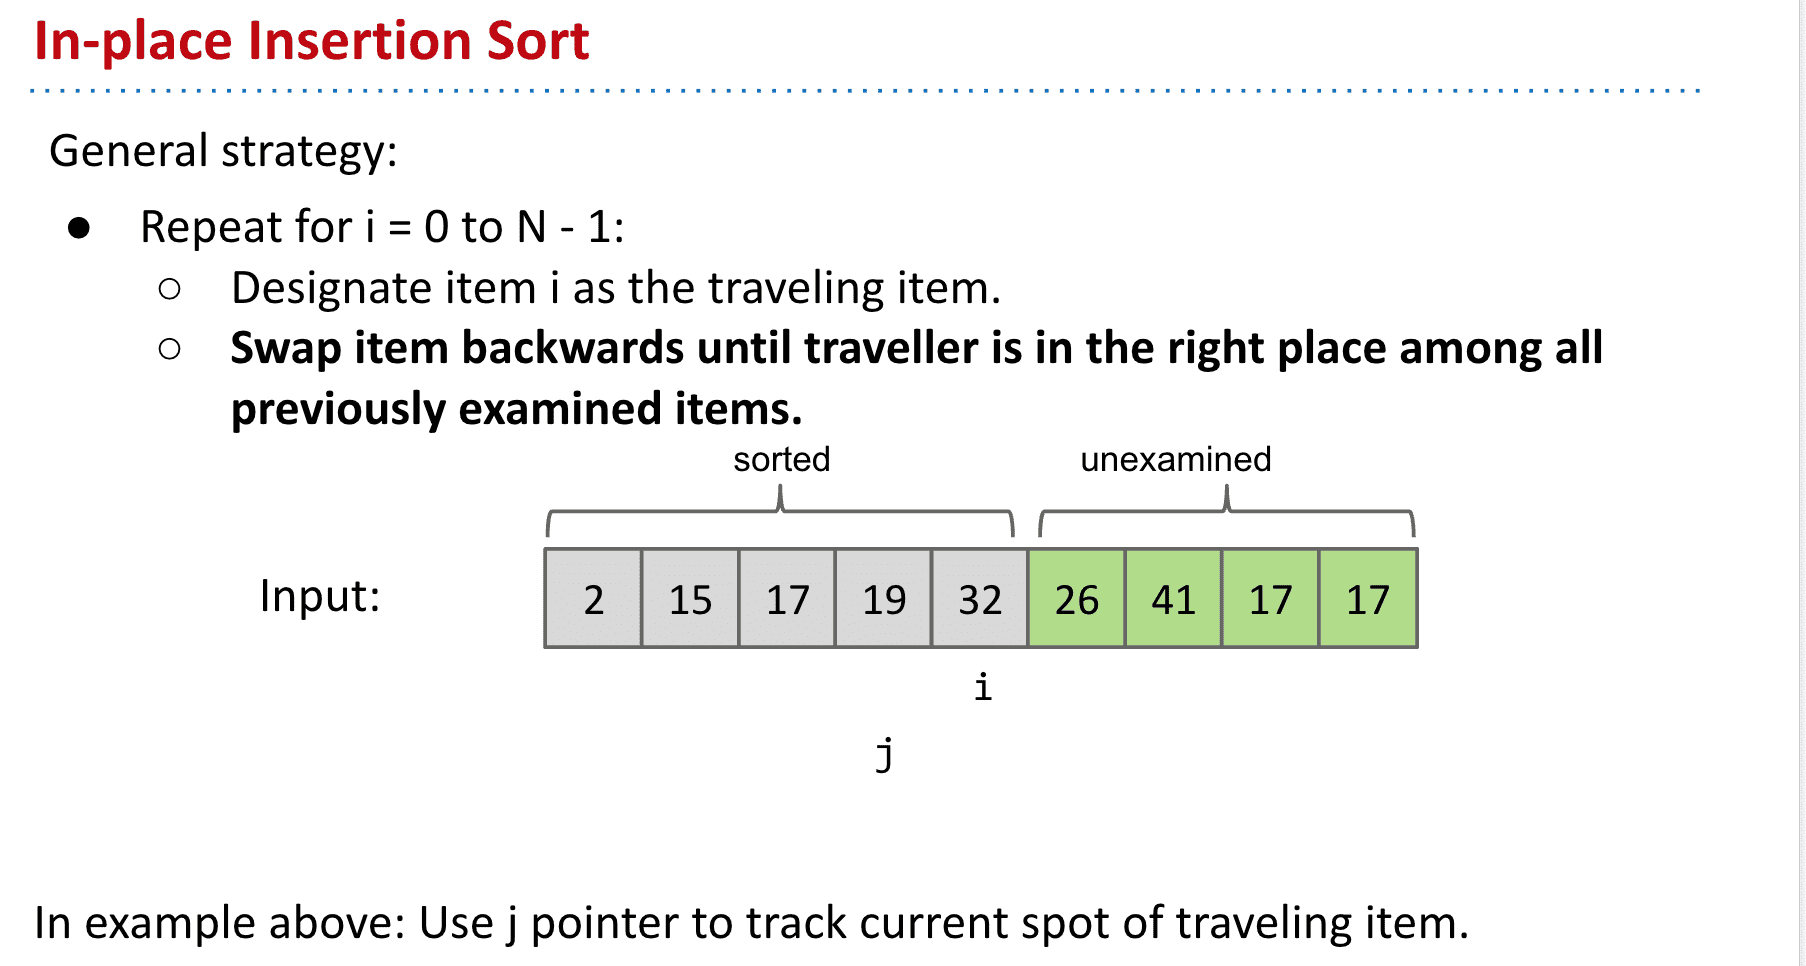 In-place Insertion Sort
General strategy:
● Repeat for i = 0 to N - 1:
○ Designate item i as the traveling item.
○ Swap item backwards until traveller is in the right place among all
previously examined items.
sorted unexamined
Input: 2 15 17 19 32 26 41 17 17
i
j
In example above: Use j pointer to track current spot of traveling item.